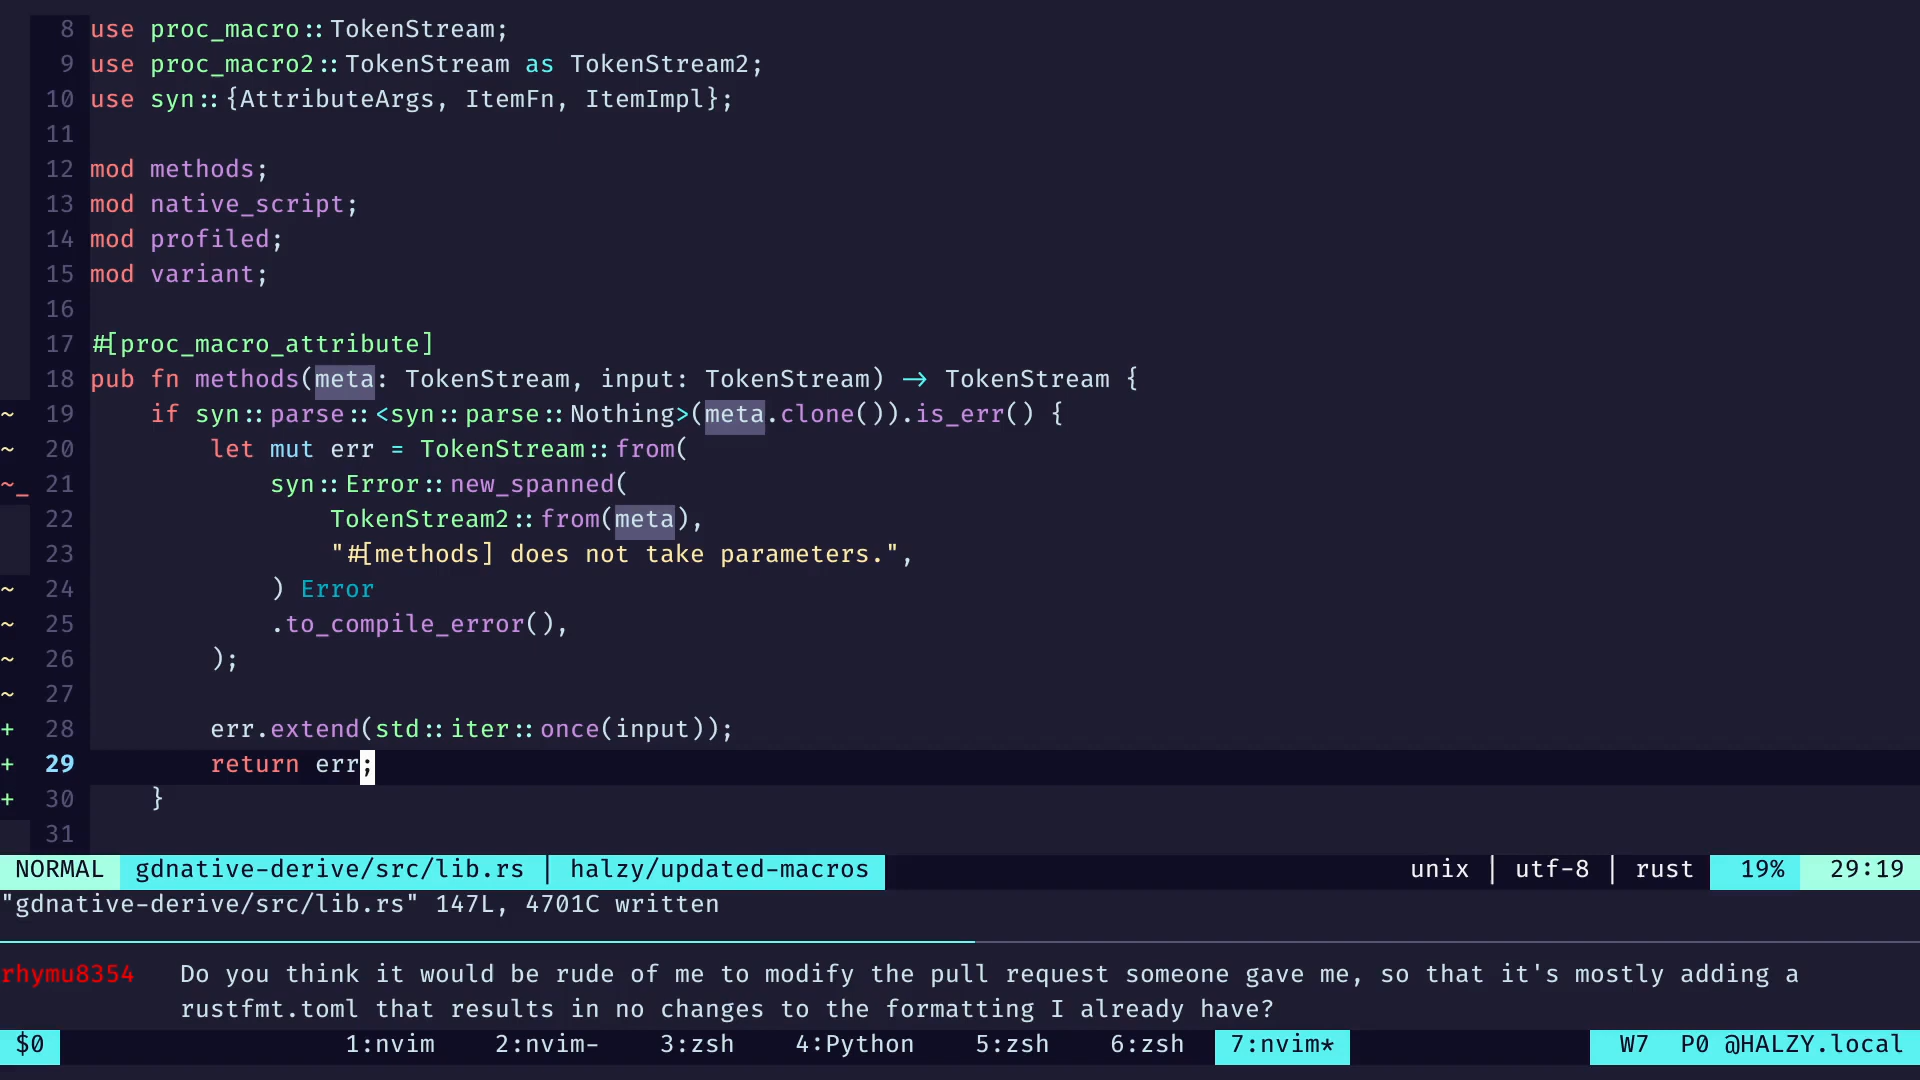 8 use proc_macro::TokenStream;
9 use proc_macro2::TokenStream as TokenStream2;
10 use syn::{AttributeArgs, ItemFn, ItemImpl};
11
12 mod methods;
13 mod native_script;
14 mod profiled;
15 mod variant;
16
17 #[proc_macro_attribute]
18 pub fn methods(meta: TokenStream, input: TokenStream) -> TokenStream {
~ 19     if syn::parse::<syn::parse::Nothing>(meta.clone()).is_err() {
~ 20         let mut err = TokenStream::from(
~_ 21             syn::Error::new_spanned(
22                 TokenStream2::from(meta),
23                 "#[methods] does not take parameters.",
~ 24             ) Error
~ 25             .to_compile_error(),
~ 26         );
~ 27
+ 28         err.extend(std::iter::once(input));
+ 29         return err;
+ 30     }
31
NORMAL gdnative-derive/src/lib.rs | halzy/updated-macros unix | utf-8 | rust 19% 29:19
"gdnative-derive/src/lib.rs" 147L, 4701C written
rhymu8354 Do you think it would be rude of me to modify the pull request someone gave me, so that it's mostly adding a
rustfmt.toml that results in no changes to the formatting I already have?
$0 1:nvim 2:nvim- 3:zsh 4:Python 5:zsh 6:zsh 7:nvim* W7 P0 @HALZY.local